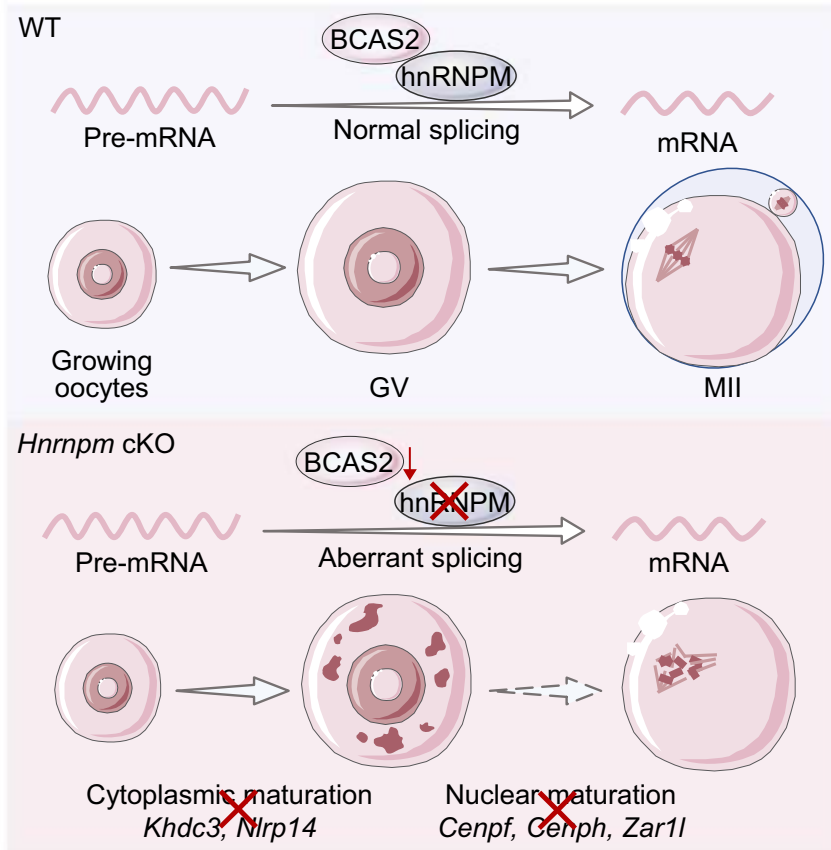 WT
BCAS2
hnRNPM
Pre-mRNA
Normal splicing
mRNA
Growing
oocytes
GV
MII
Hnrnpm cKO
BCAS2
hnRNPM
Pre-mRNA
Aberrant splicing
mRNA
Cytoplasmic maturation
Khdc3, Nlrp14
Nuclear maturation
Cenpf, Cenph, Zar1l